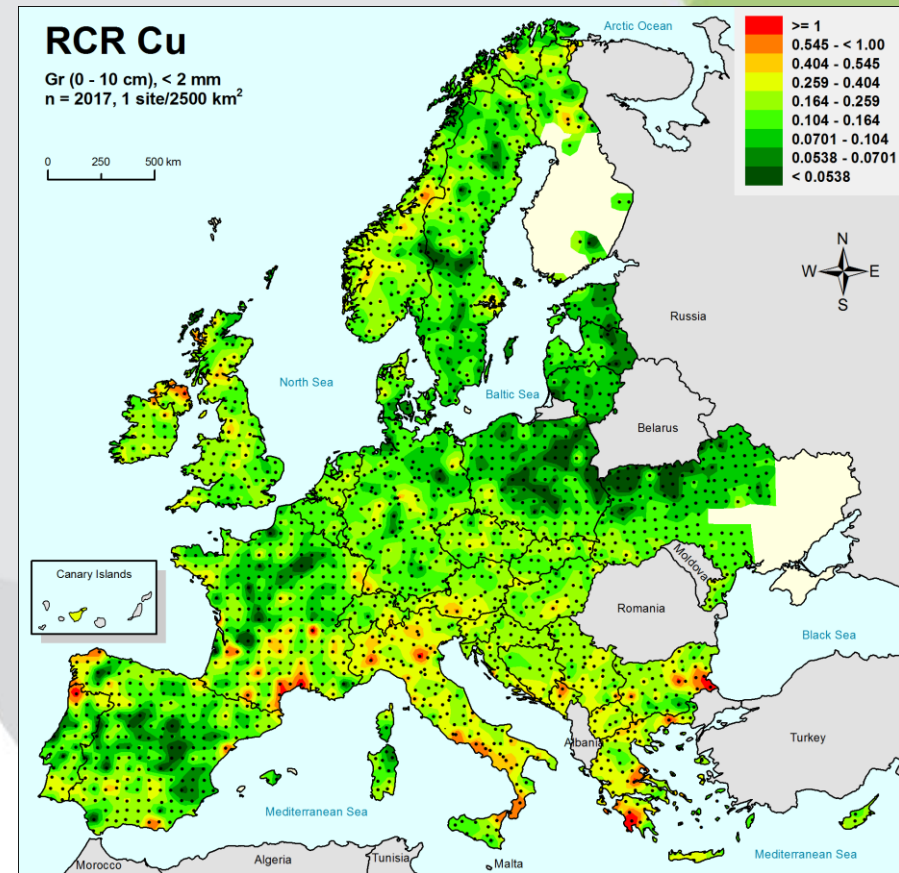 RCR Cu
Gr (0 - 10 cm), < 2 mm
n = 2017, 1 site/2500 km²
0 250 500 km
Arctic Ocean
>= 1
0.545 - < 1.00
0.404 - 0.545
0.259 - 0.404
0.164 - 0.259
0.104 - 0.164
0.0701 - 0.104
0.0538 - 0.0701
< 0.0538
N
W E
S
Russia
North Sea
Baltic Sea
Belarus
Canary Islands
Moldova
Romania
Black Sea
Albania
Turkey
Mediterranean Sea
Mediterranean Sea
Morocco
Algeria
Tunisia
Malta